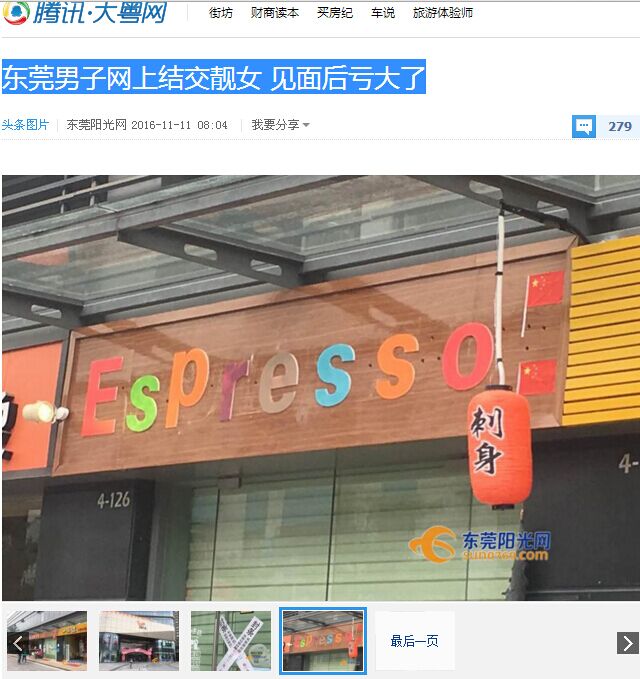 腾讯·大粤网 街坊 财商读本 买房纪 车说 旅游体验师
东莞男子网上结交靓女 见面后亏大了
头条图片 东莞阳光网 2016-11-11 08:04 我要分享 279
Espresso
刺身
4-126
4-
东莞阳光网
sun0769.com
最后一页